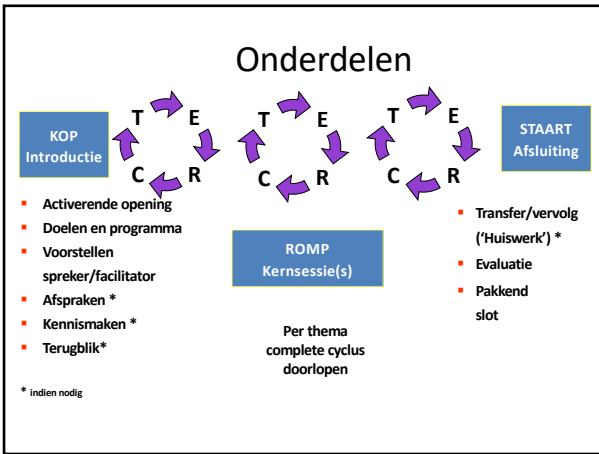 Onderdelen
KOP
Introductie
T E
C R
T E
C R
T E
C R
STAART
Afsluiting
▪ Activerende opening
▪ Doelen en programma
▪ Voorstellen
spreker/facilitator
▪ Afspraken *
▪ Kennismaken *
▪ Terugblik*
* indien nodig
ROMP
Kernsessie(s)
Per thema
complete cyclus
doorlopen
▪ Transfer/vervolg
(‘Huiswerk’) *
▪ Evaluatie
▪ Pakkend
slot